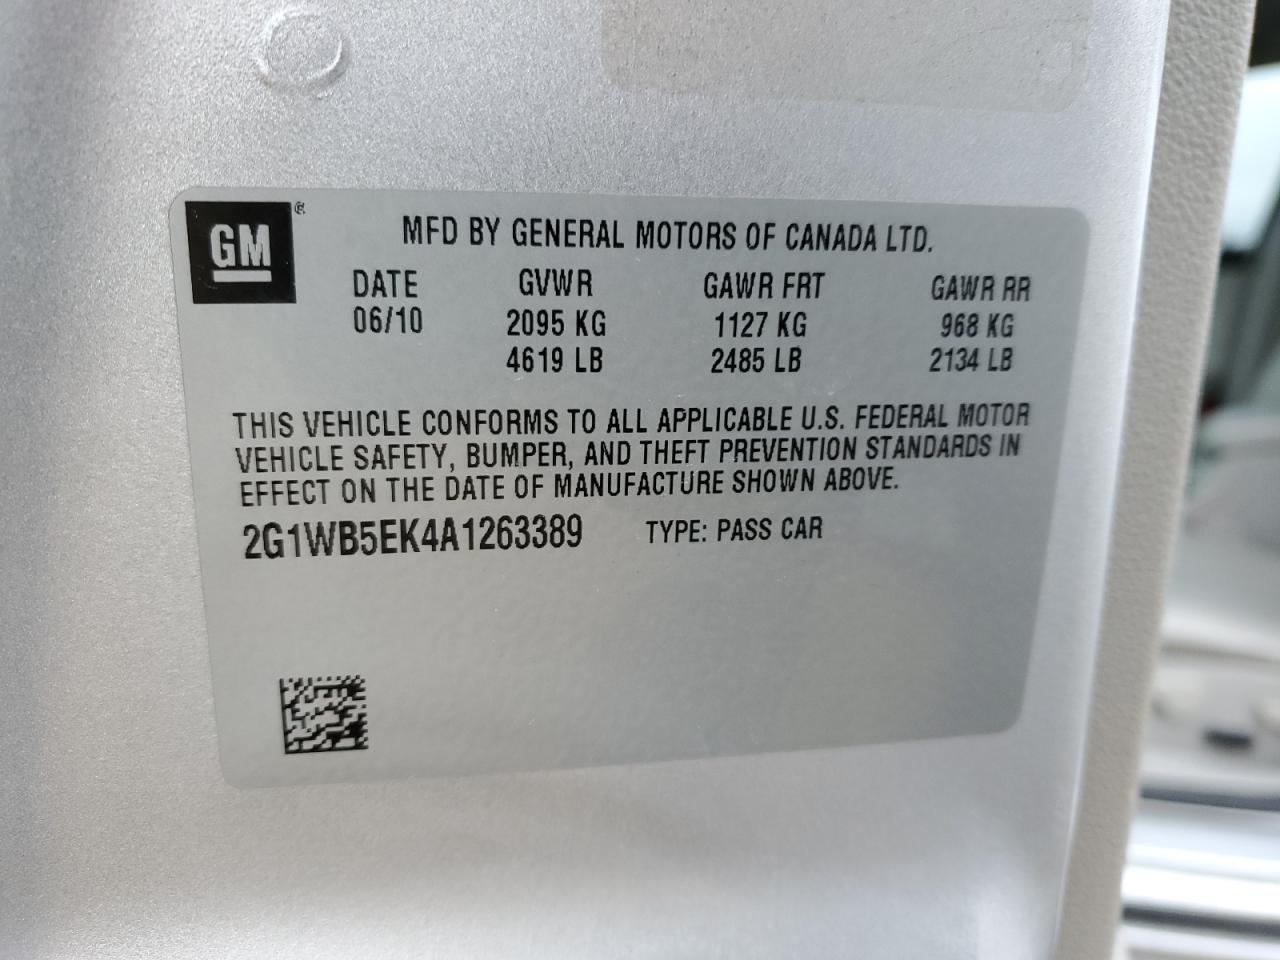 GM ®
MFD BY GENERAL MOTORS OF CANADA LTD.
DATE GVWR GAWR FRT GAWR RR
06/10 2095 KG 1127 KG 968 KG
4619 LB 2485 LB 2134 LB
THIS VEHICLE CONFORMS TO ALL APPLICABLE U.S. FEDERAL MOTOR
VEHICLE SAFETY, BUMPER, AND THEFT PREVENTION STANDARDS IN
EFFECT ON THE DATE OF MANUFACTURE SHOWN ABOVE.
2G1WB5EK4A1263389 TYPE: PASS CAR